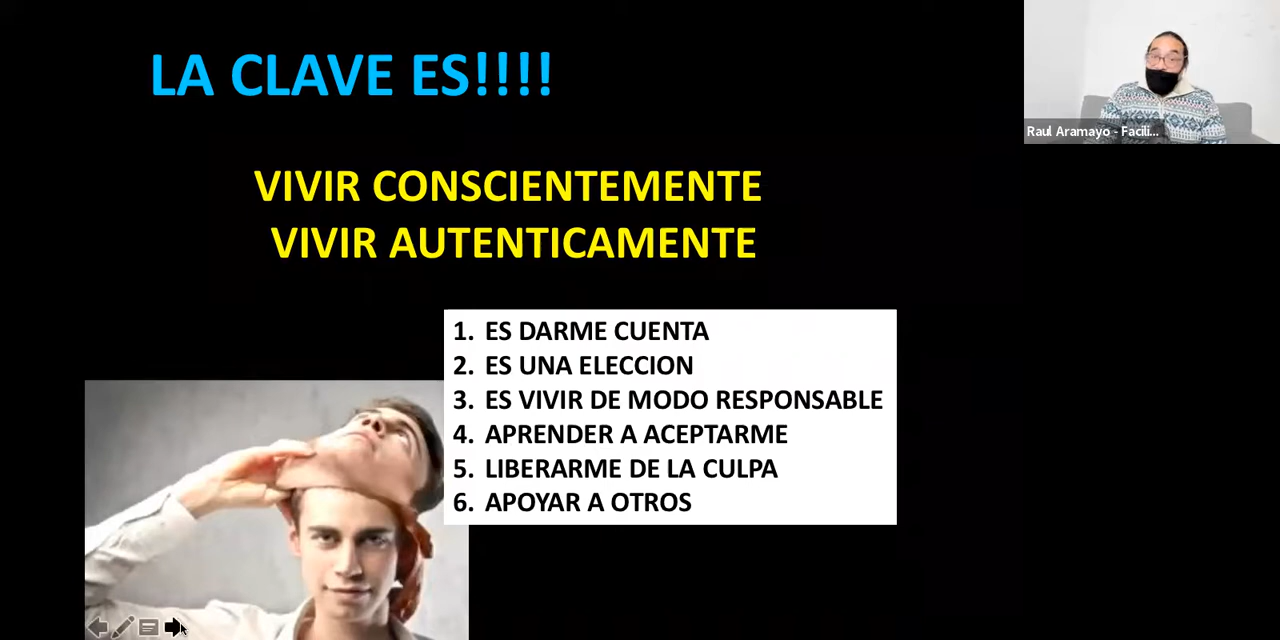 LA CLAVE ES!!!!
Raul Aramayo - Facili...
VIVIR CONSCIENTEMENTE
VIVIR AUTENTICAMENTE
1. ES DARME CUENTA
2. ES UNA ELECCION
3. ES VIVIR DE MODO RESPONSABLE
4. APRENDER A ACEPTARME
5. LIBERARME DE LA CULPA
6. APOYAR A OTROS